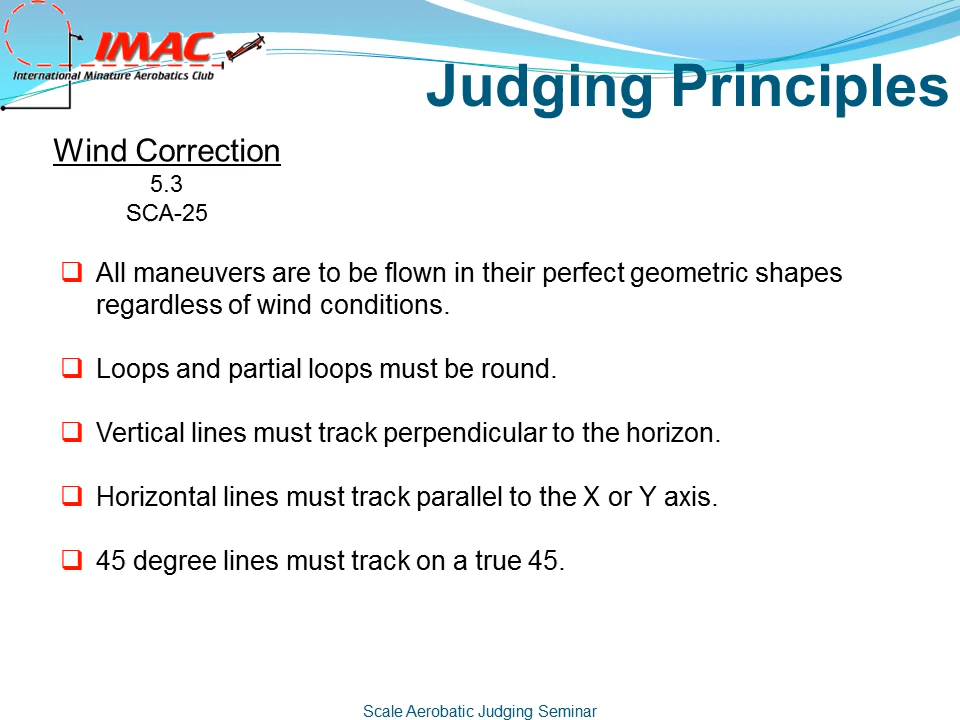 IMAC
International Minature Aerobatics Club
Judging Principles
Wind Correction
5.3
SCA-25
All maneuvers are to be flown in their perfect geometric shapes
regardless of wind conditions.
Loops and partial loops must be round.
Vertical lines must track perpendicular to the horizon.
Horizontal lines must track parallel to the X or Y axis.
45 degree lines must track on a true 45.
Scale Aerobatic Judging Seminar